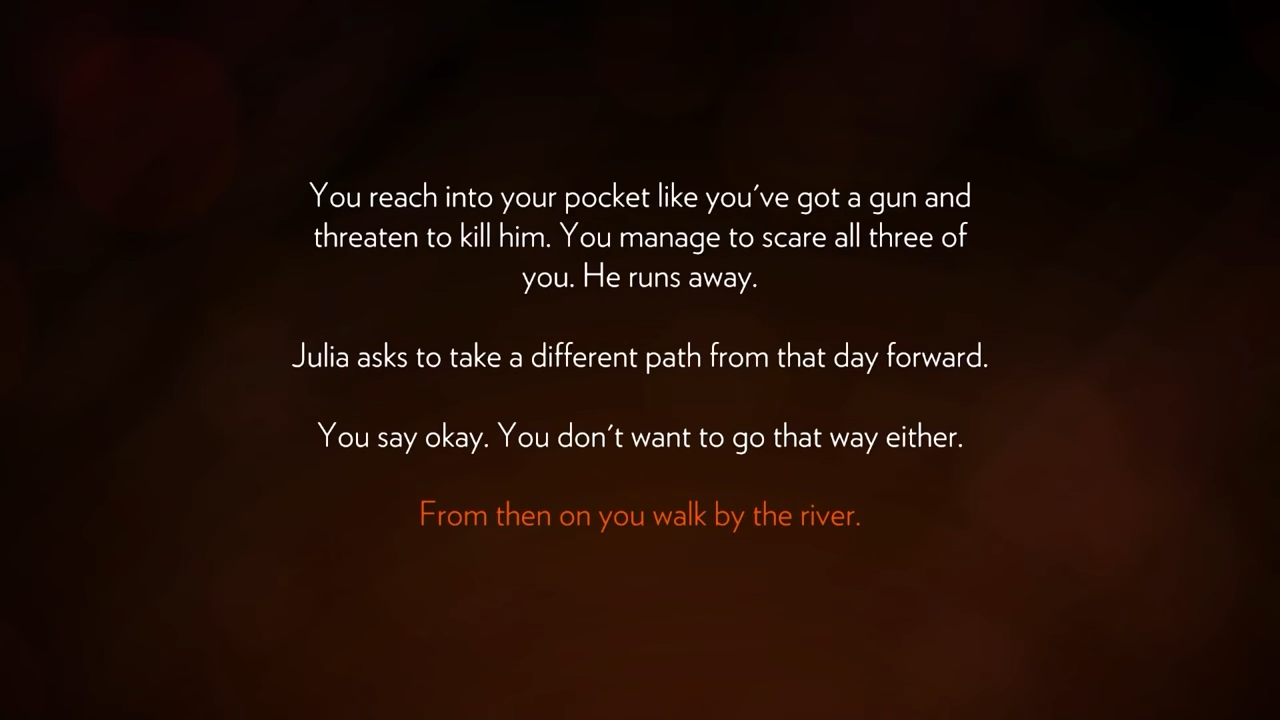 You reach into your pocket like you've got a gun and
threaten to kill him. You manage to scare all three of
you. He runs away.
Julia asks to take a different path from that day forward.
You say okay. You don't want to go that way either.
From then on you walk by the river.